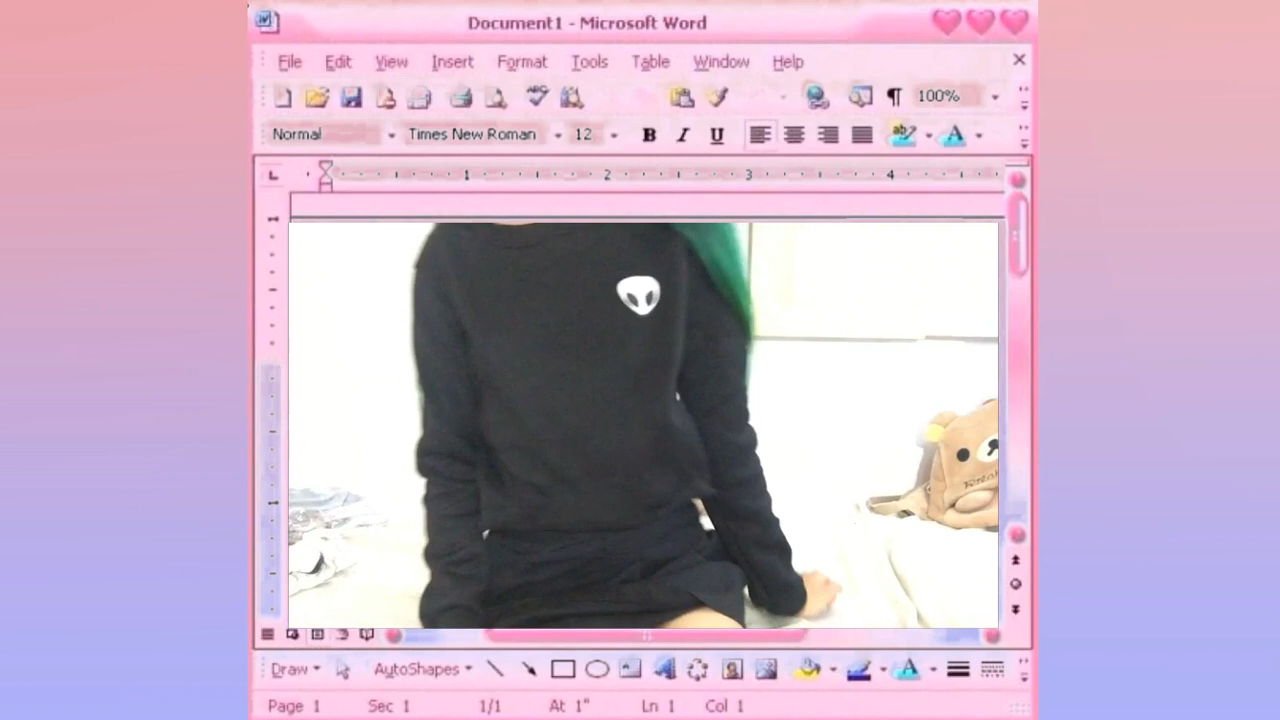 Document1 - Microsoft Word
File Edit View Insert Format Tools Table Window Help
100%
Normal Times New Roman 12 B I U ab A
L 1 2 3 4
Draw AutoShapes A
Page 1 Sec 1 1/1 At 1" Ln 1 Col 1